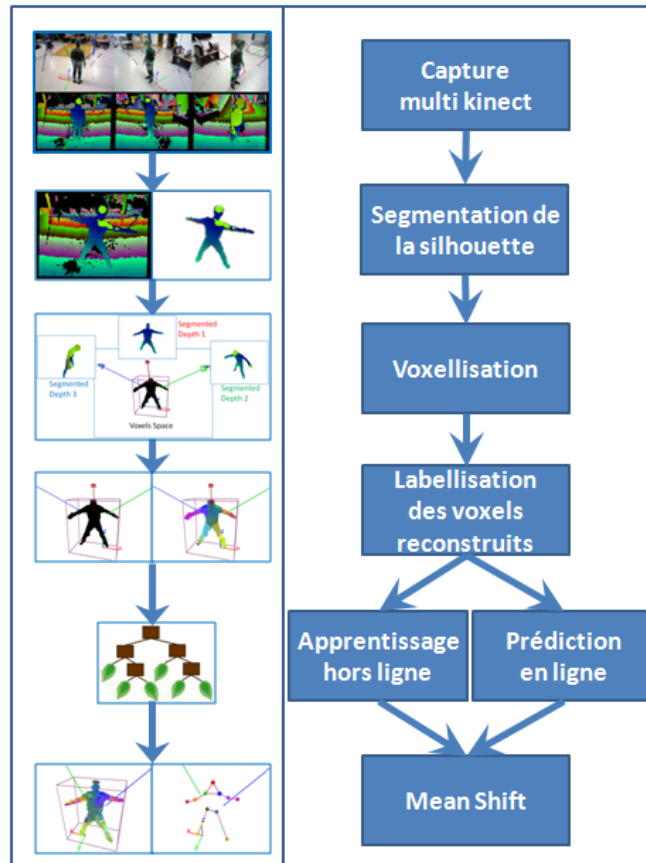 Segmented
Depth 1
Segmented
Depth 3
Segmented
Depth 2
Voxels Space
Capture
multi kinect
Segmentation de
la silhouette
Voxellisation
Labellisation
des voxels
reconstruits
Apprentissage
hors ligne
Prédiction
en ligne
Mean Shift